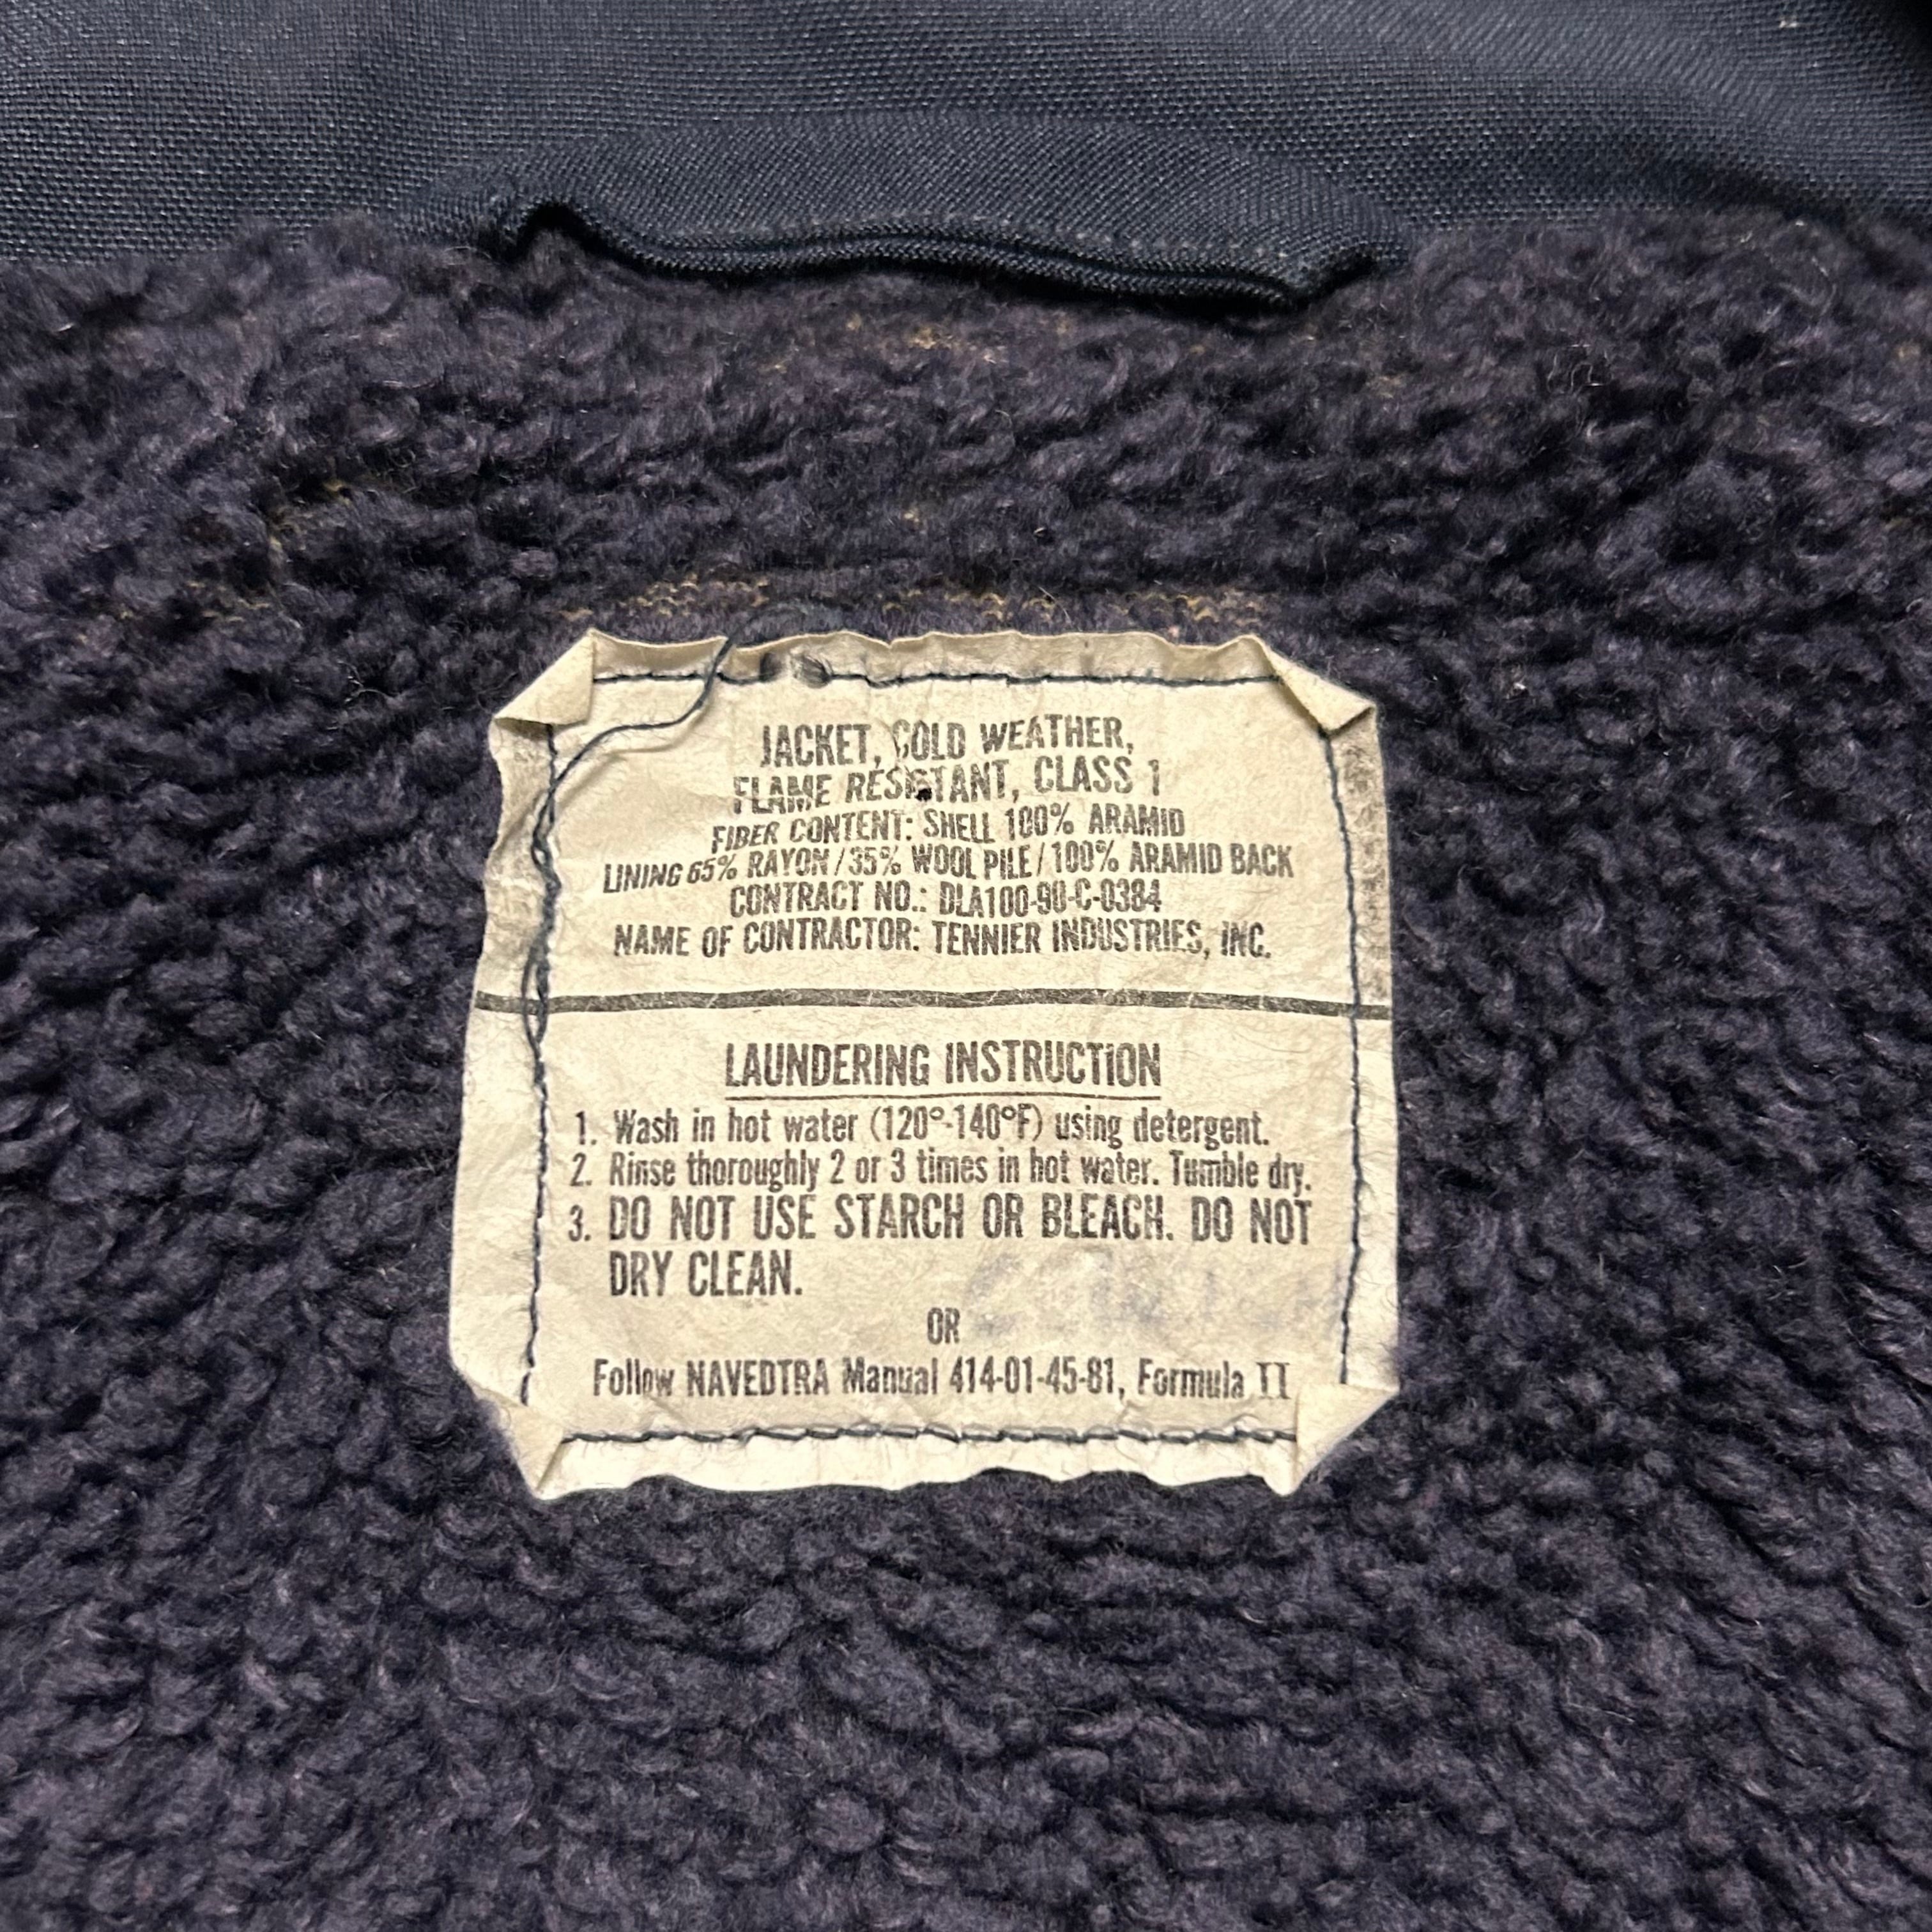 JACKET, COLD WEATHER,
FLAME RESISTANT, CLASS 1
FIBER CONTENT: SHELL 100% ARAMID
LINING 65% RAYON / 35% WOOL PILE / 100% ARAMID BACK
CONTRACT NO.: DLA100-90-C-0384
NAME OF CONTRACTOR: TENNIER INDUSTRIES, INC.
LAUNDERING INSTRUCTION
1. Wash in hot water (120°-140°F) using detergent.
2. Rinse thoroughly 2 or 3 times in hot water. Tumble dry.
3. DO NOT USE STARCH OR BLEACH. DO NOT
DRY CLEAN.
OR
Follow NAVEDTRA Manual 414-01-45-81, Formula II